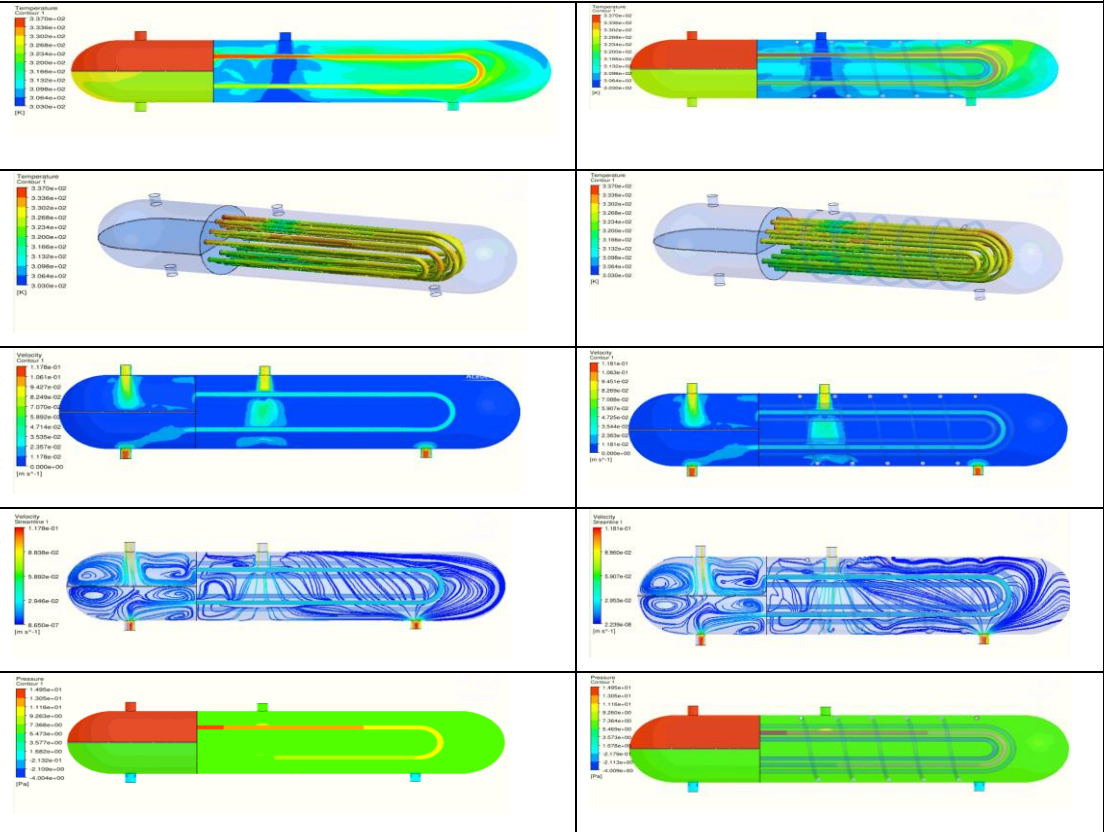 Temperature
Contour 1
3.370e+02
3.336e+02
3.302e+02
3.268e+02
3.234e+02
3.200e+02
3.166e+02
3.132e+02
3.098e+02
3.064e+02
3.030e+02
[K]
Temperature
Contour 1
3.370e+02
3.336e+02
3.302e+02
3.268e+02
3.234e+02
3.200e+02
3.166e+02
3.132e+02
3.098e+02
3.064e+02
3.030e+02
[K]
Temperature
Contour 1
3.370e+02
3.336e+02
3.302e+02
3.268e+02
3.234e+02
3.200e+02
3.166e+02
3.132e+02
3.098e+02
3.064e+02
3.030e+02
[K]
Temperature
Contour 1
3.370e+02
3.336e+02
3.302e+02
3.268e+02
3.234e+02
3.200e+02
3.166e+02
3.132e+02
3.098e+02
3.064e+02
3.030e+02
[K]
Velocity
Contour 1
1.178e-01
1.061e-01
9.427e-02
8.249e-02
7.070e-02
5.892e-02
4.714e-02
3.535e-02
2.357e-02
1.178e-02
0.000e+00
[m s^-1]
Velocity
Contour 1
1.181e-01
1.063e-01
9.451e-02
8.269e-02
7.088e-02
5.907e-02
4.725e-02
3.544e-02
2.363e-02
1.181e-02
0.000e+00
[m s^-1]
Velocity
Streamline 1
1.178e-01
8.838e-02
5.892e-02
2.946e-02
8.650e-07
[m s^-1]
Velocity
Streamline 1
1.181e-01
8.860e-02
5.907e-02
2.953e-02
2.239e-08
[m s^-1]
Pressure
Contour 1
1.495e+01
1.305e+01
1.116e+01
9.263e+00
7.368e+00
5.473e+00
3.577e+00
1.682e+00
-2.132e-01
-2.109e+00
-4.004e+00
[Pa]
Pressure
Contour 1
1.495e+01
1.305e+01
1.116e+01
9.260e+00
7.364e+00
5.469e+00
3.573e+00
1.678e+00
-2.179e-01
-2.113e+00
-4.009e+00
[Pa]